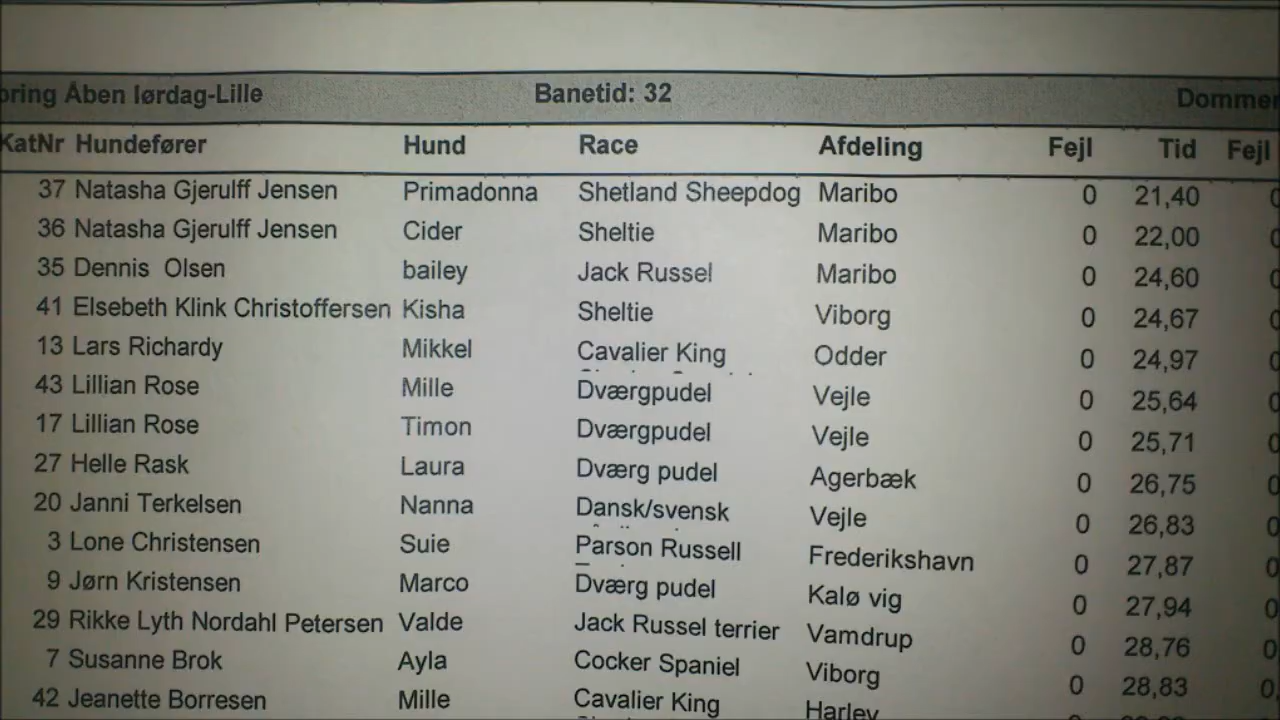 Åben lørdag-Lille Banetid: 32
KatNr Hundefører Hund Race Afdeling Fejl Tid Fejl
37 Natasha Gjerulff Jensen Primadonna Shetland Sheepdog Maribo 0 21,40
36 Natasha Gjerulff Jensen Cider Sheltie Maribo 0 22,00
35 Dennis Olsen bailey Jack Russel Maribo 0 24,60
41 Elsebeth Klink Christoffersen Kisha Sheltie Viborg 0 24,67
13 Lars Richardy Mikkel Cavalier King Odder 0 24,97
43 Lillian Rose Mille Dværgpudel Vejle 0 25,64
17 Lillian Rose Timon Dværgpudel Vejle 0 25,71
27 Helle Rask Laura Dværg pudel Agerbæk 0 26,75
20 Janni Terkelsen Nanna Dansk/svensk Vejle 0 26,83
3 Lone Christensen Suie Parson Russell Frederikshavn 0 27,87
9 Jørn Kristensen Marco Dværg pudel Kalø vig 0 27,94
29 Rikke Lyth Nordahl Petersen Valde Jack Russel terrier Vamdrup 0 28,76
7 Susanne Brok Ayla Cocker Spaniel Viborg 0 28,83
42 Jeanette Borresen Mille Cavalier King Harlev